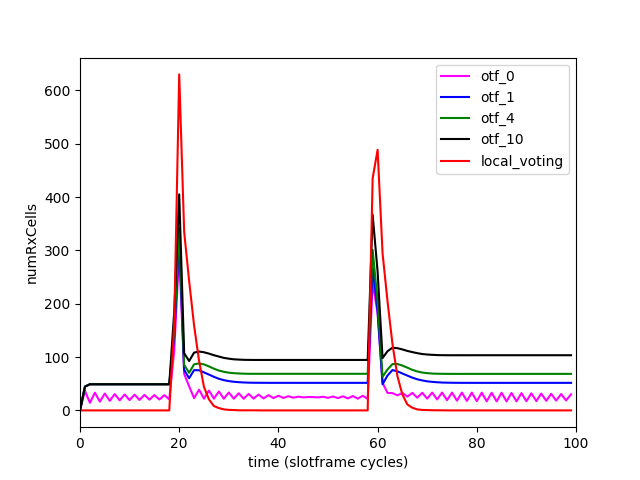 600
500
400
300
200
100
0
numRxCells
otf_0
otf_1
otf_4
otf_10
local_voting
0 20 40 60 80 100
time (slotframe cycles)